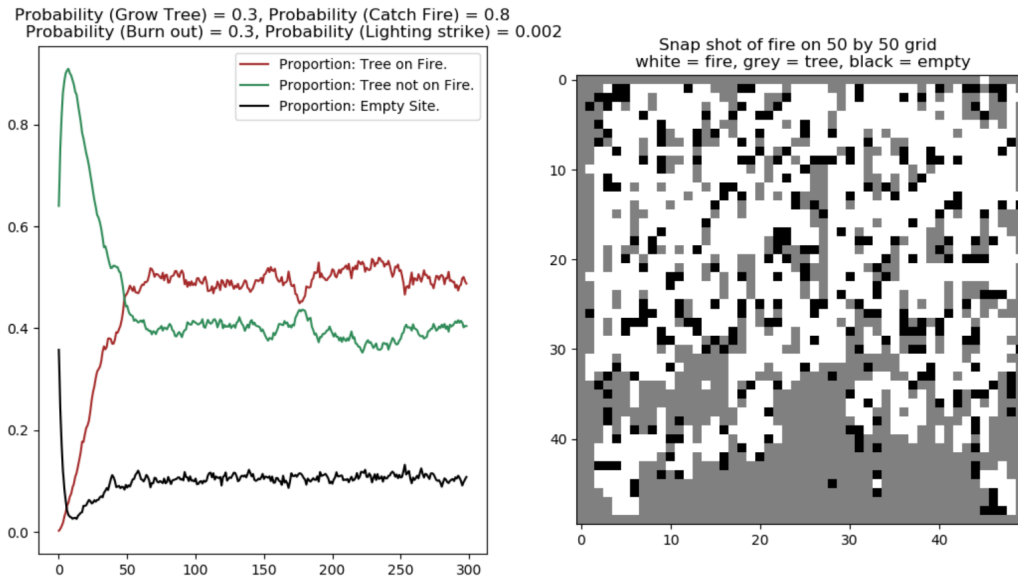 Probability (Grow Tree) = 0.3, Probability (Catch Fire) = 0.8
Probability (Burn out) = 0.3, Probability (Lighting strike) = 0.002
Proportion: Tree on Fire.
Proportion: Tree not on Fire.
Proportion: Empty Site.
0.8
0.6
0.4
0.2
0.0
0 50 100 150 200 250 300
Snap shot of fire on 50 by 50 grid
white = fire, grey = tree, black = empty
0
10
20
30
40
0 10 20 30 40